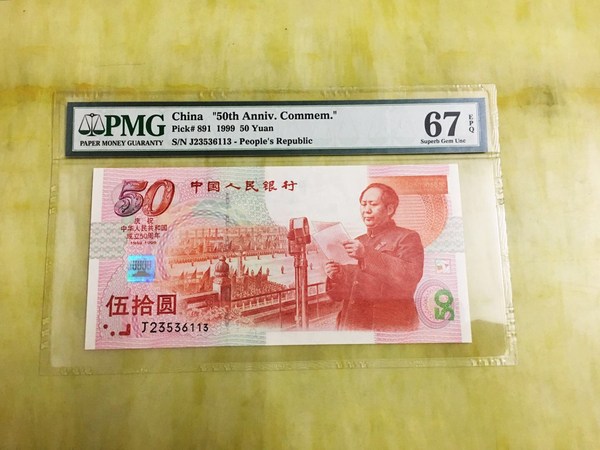 PMG
PAPER MONEY GUARANTY
China "50th Anniv. Commem."
Pick# 891 1999 50 Yuan
S/N J23536113 - People's Republic
67 EPQ
Superb Gem Unc
50
中国人民银行
庆祝
中华人民共和国
成立50周年
1949-1999
伍拾圆
J23536113
50